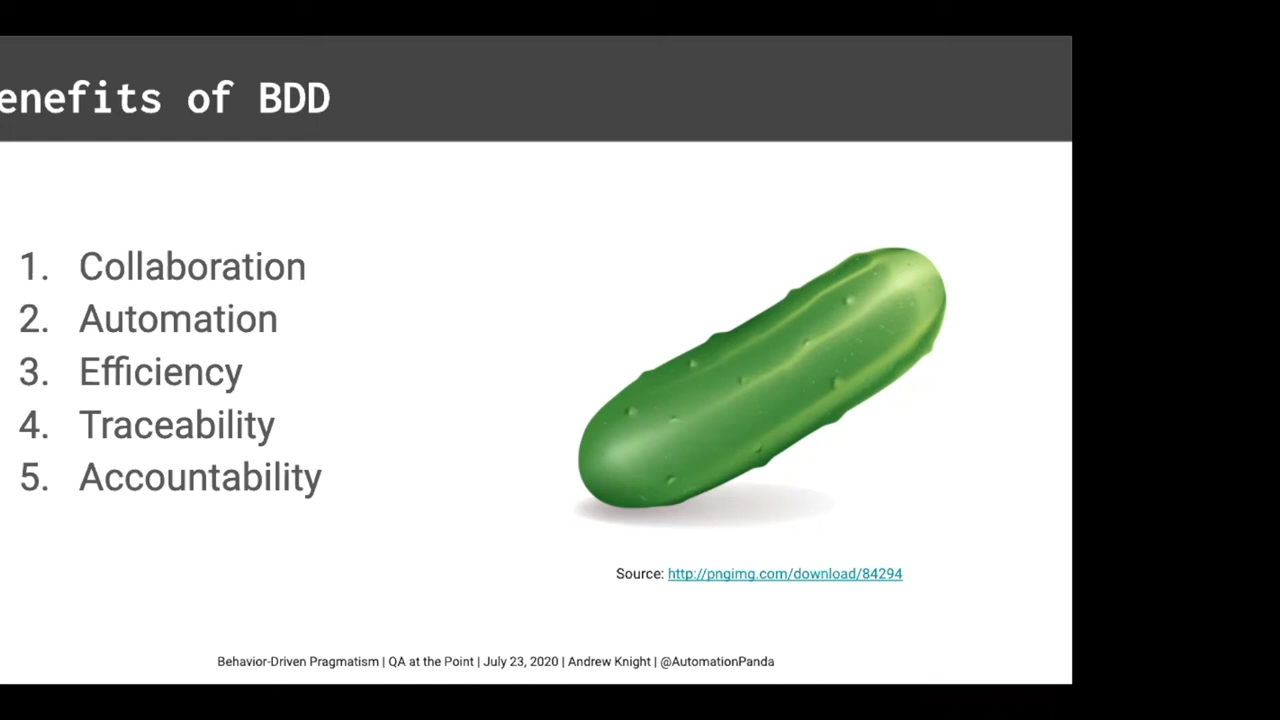 enefits of BDD
1. Collaboration
2. Automation
3. Efficiency
4. Traceability
5. Accountability
Source: http://pngimg.com/download/84294
Behavior-Driven Pragmatism | QA at the Point | July 23, 2020 | Andrew Knight | @AutomationPanda